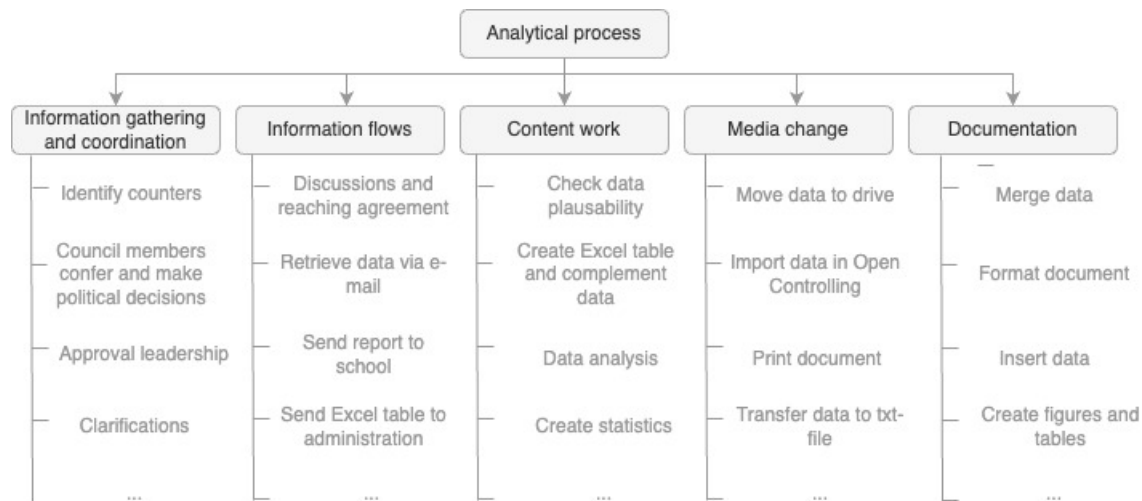 Analytical process
Information gathering
and coordination
Identify counters
Council members
confer and make
political decisions
Approval leadership
Clarifications
...
Information flows
Discussions and
reaching agreement
Retrieve data via e-
mail
Send report to
school
Send Excel table to
administration
...
Content work
Check data
plausability
Create Excel table
and complement
data
Data analysis
Create statistics
...
Media change
Move data to drive
Import data in Open
Controlling
Print document
Transfer data to txt-
file
...
Documentation
Merge data
Format document
Insert data
Create figures and
tables
...